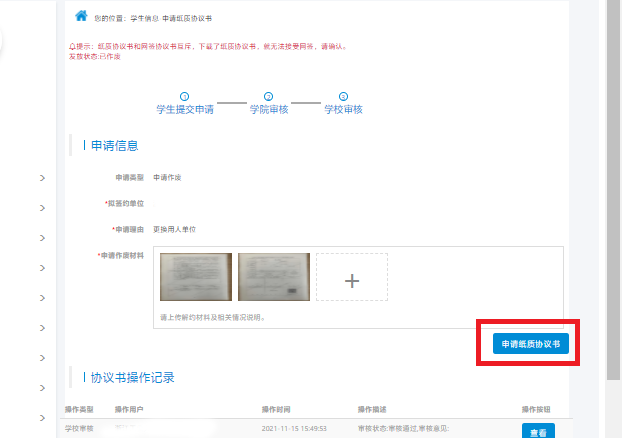 您的位置：学生信息 申请纸质协议书
提示：纸质协议书和网签协议书互斥，下载了纸质协议书，就无法接受网签，请确认。
发放状态:已作废
1 2 3
学生提交申请 学院审核 学校审核
申请信息
申请类型 申请作废
*拟签约单位
*申请理由 更换用人单位
*申请作废材料
请上传解约材料及相关情况说明。
申请纸质协议书
协议书操作记录
操作类型 操作用户 操作时间 操作描述 操作按钮
学校审核 2021-11-15 15:49:53 审核状态:审核通过,审核意见: 查看